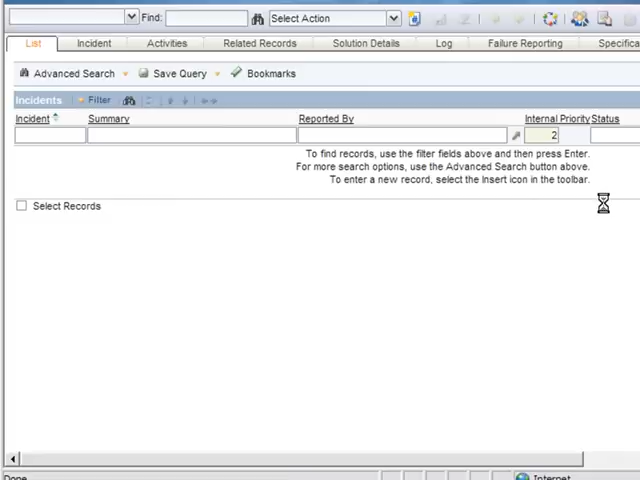 Find: Select Action
List Incident Activities Related Records Solution Details Log Failure Reporting Specifica
Advanced Search Save Query Bookmarks
Incidents Filter
Incident Summary Reported By Internal Priority Status
2
To find records, use the filter fields above and then press Enter.
For more search options, use the Advanced Search button above.
To enter a new record, select the Insert icon in the toolbar.
Select Records
Done Internet